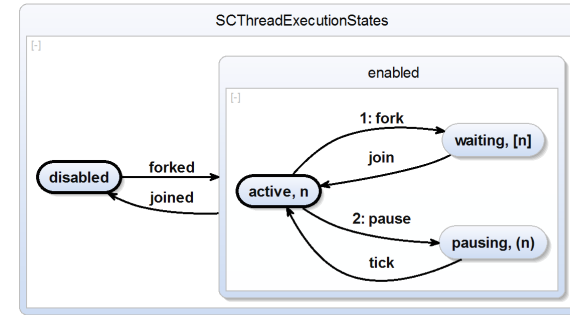 SCThreadExecutionStates
[-]
enabled
[-]
1: fork
waiting, [n]
join
forked
disabled
active, n
joined
2: pause
pausing, (n)
tick